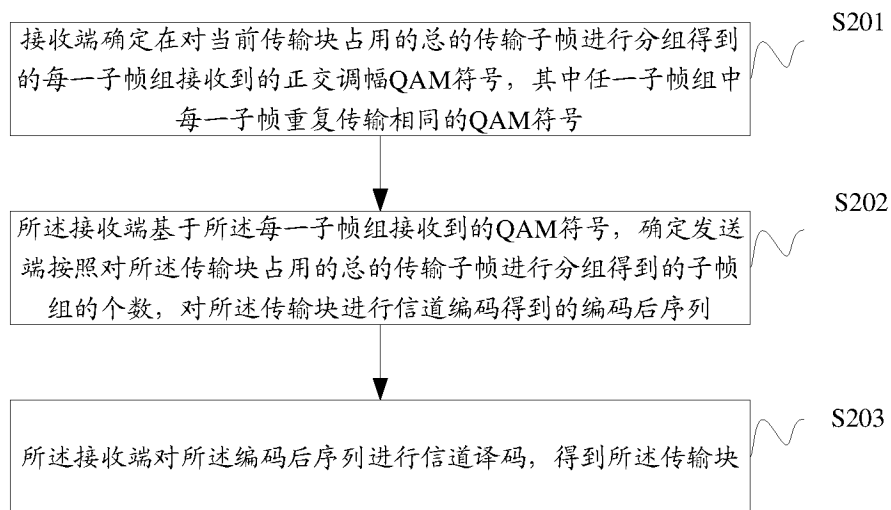 接收端确定在对当前传输块占用的总的传输子帧进行分组得到
的每一子帧组接收到的正交调幅QAM符号，其中任一子帧组中
每一子帧重复传输相同的QAM符号
S201
所述接收端基于所述每一子帧组接收到的QAM符号，确定发送
端按照对所述传输块占用的总的传输子帧进行分组得到的子帧
组的个数，对所述传输块进行信道编码得到的编码后序列
S202
所述接收端对所述编码后序列进行信道译码，得到所述传输块
S203